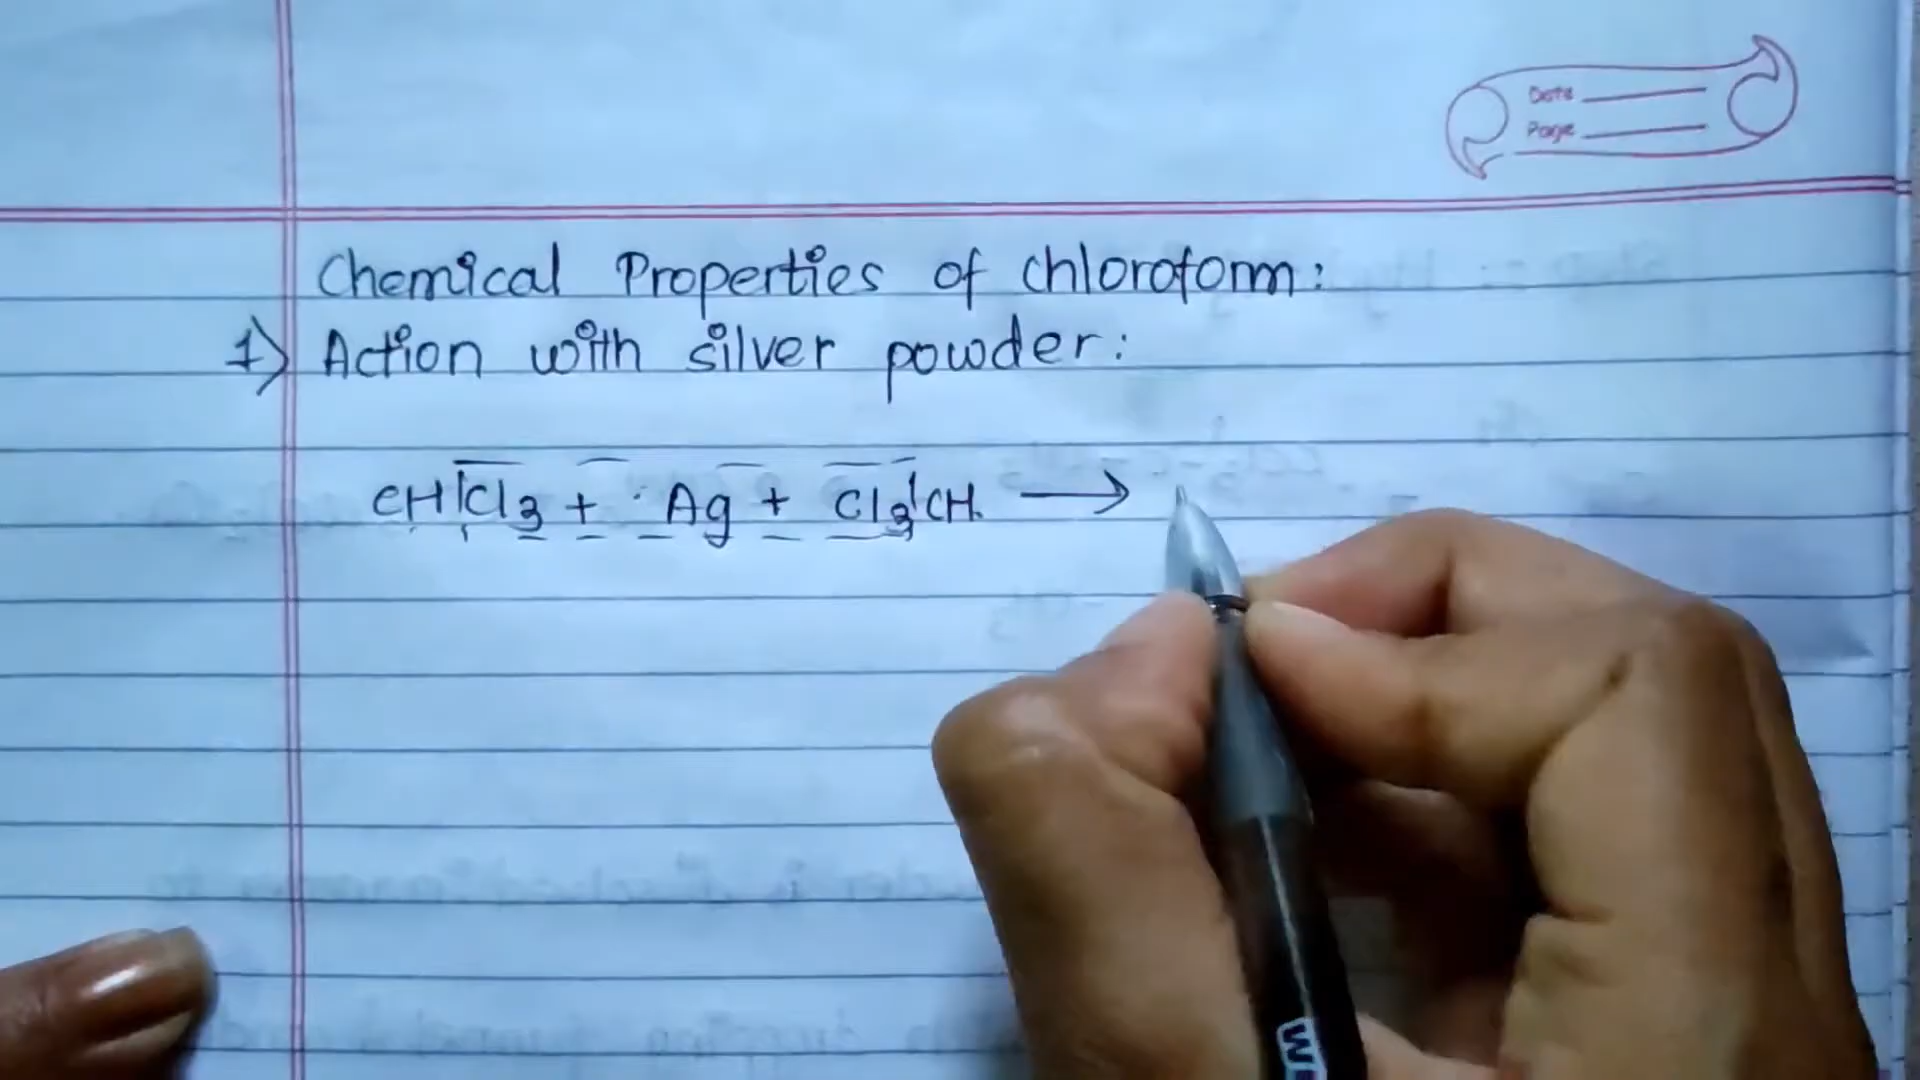 Date
Page
Chemical Properties of chloroform:
1) Action with silver powder:
CHCl3 + Ag + Cl3CH →
W